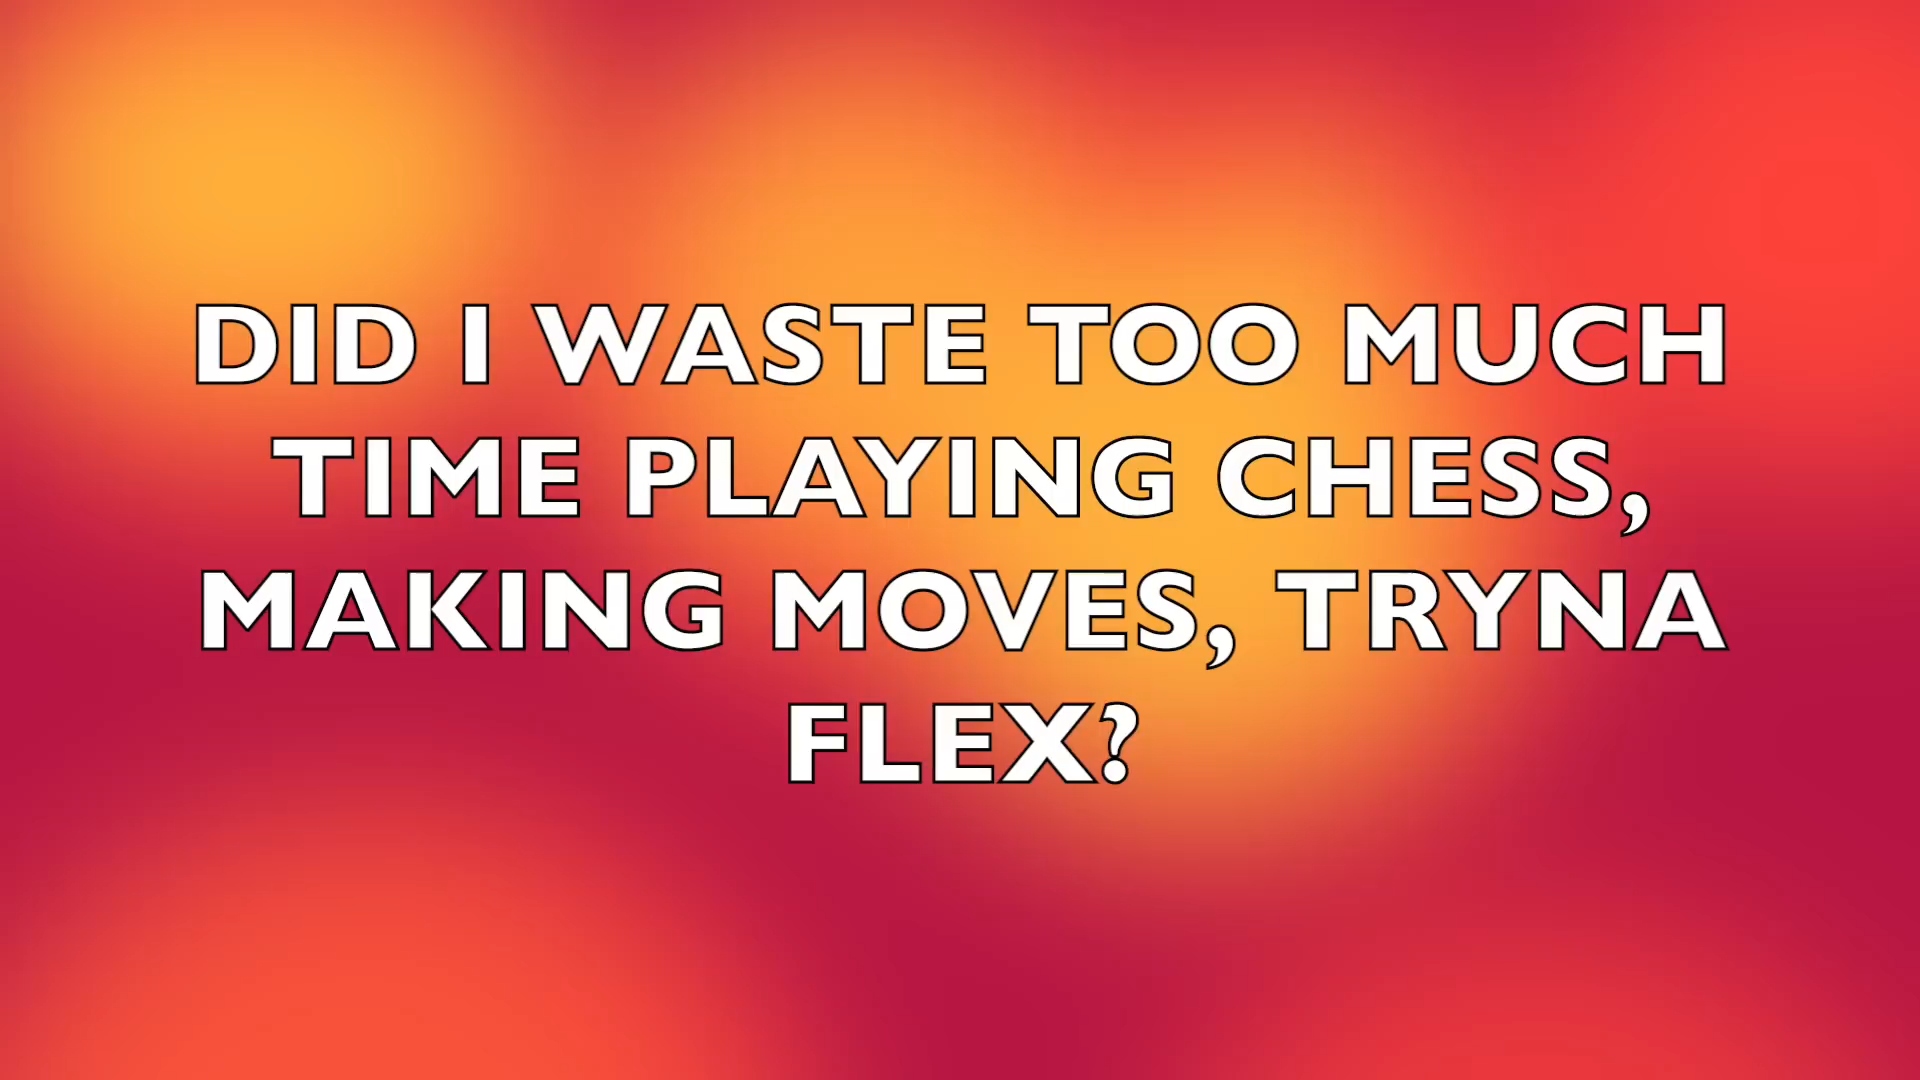 DID I WASTE TOO MUCH
TIME PLAYING CHESS,
MAKING MOVES, TRYNA
FLEX?